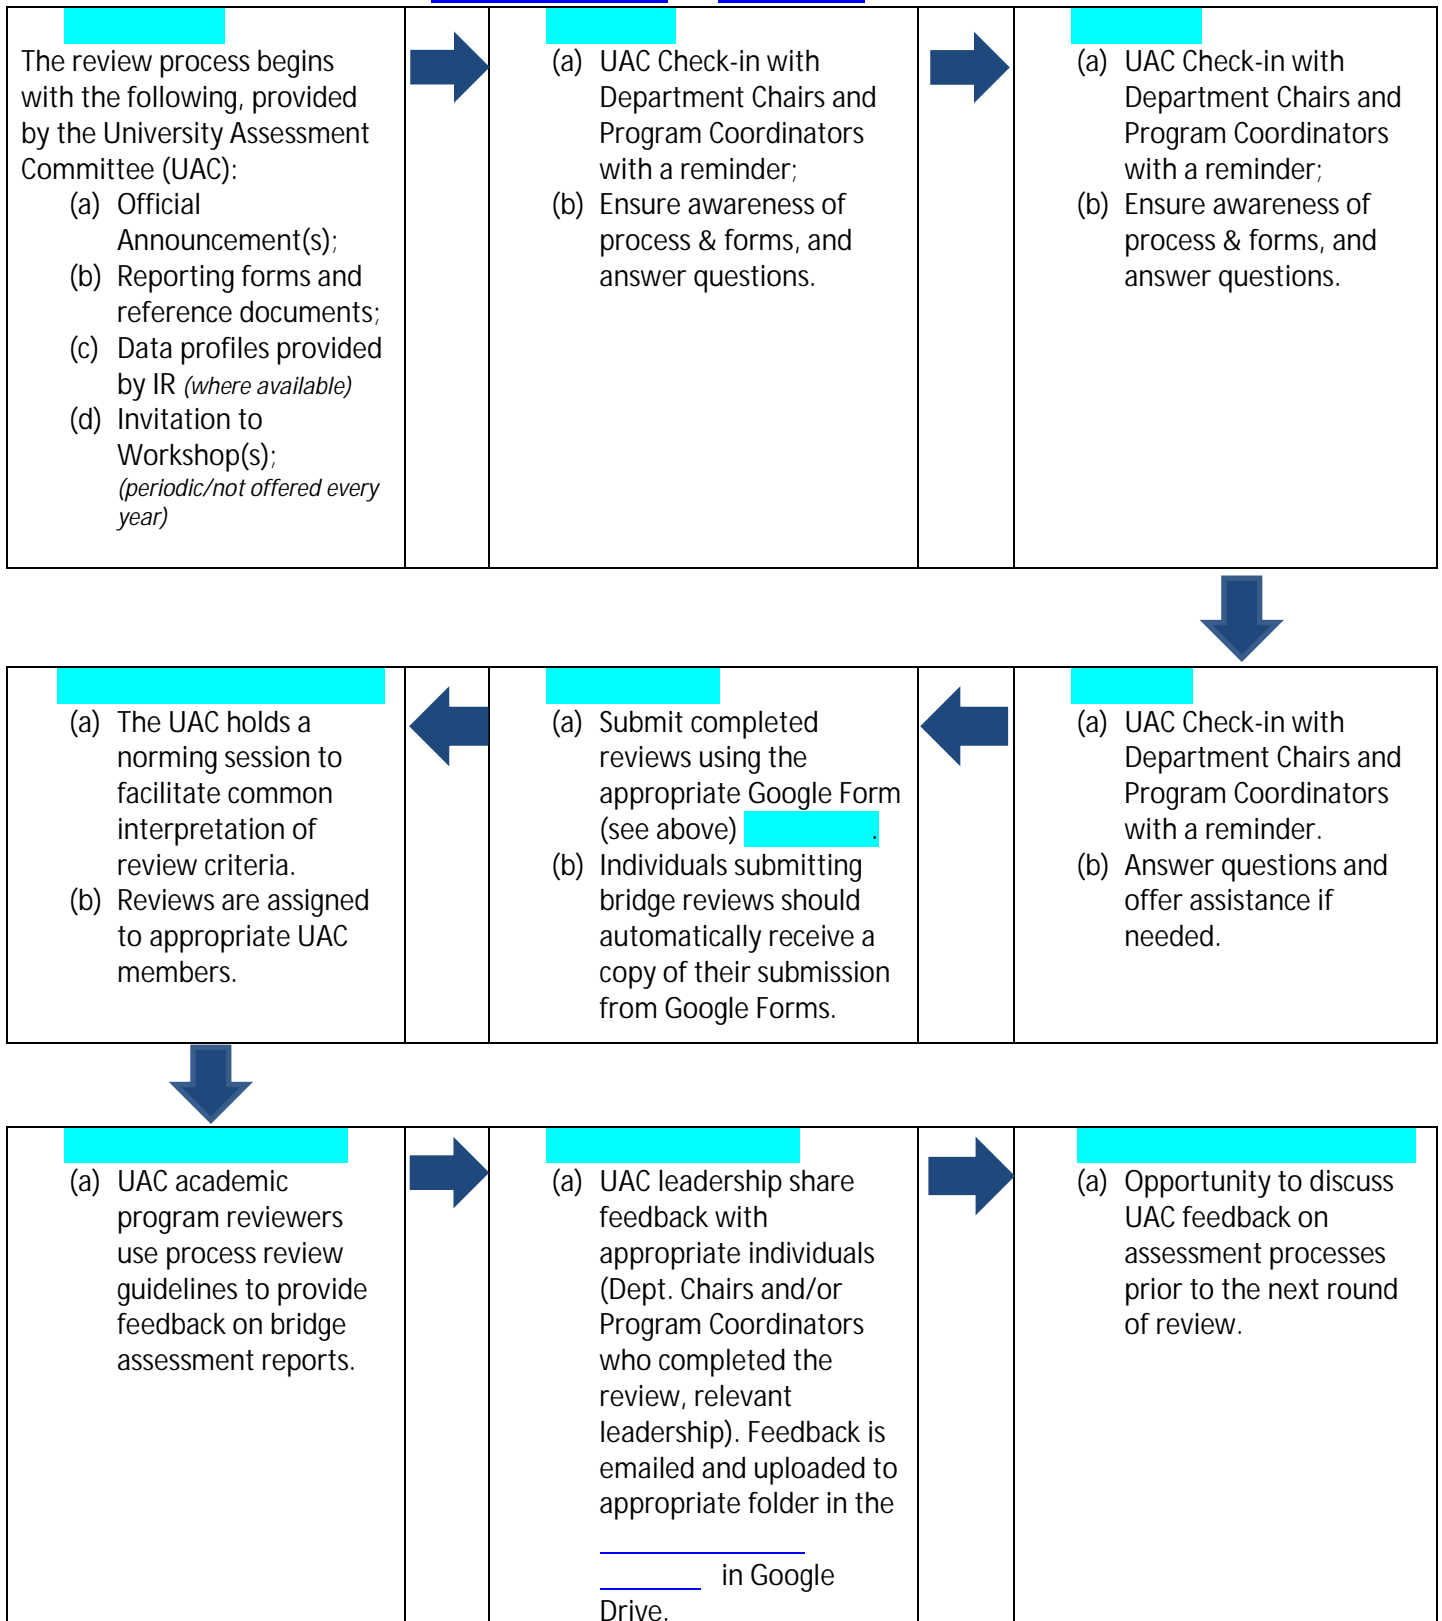 The review process begins
with the following, provided
by the University Assessment
Committee (UAC):
(a) Official
Announcement(s);
(b) Reporting forms and
reference documents;
(c) Data profiles provided
by IR (where available)
(d) Invitation to
Workshop(s);
(periodic/not offered every
year)
(a) UAC Check-in with
Department Chairs and
Program Coordinators
with a reminder;
(b) Ensure awareness of
process & forms, and
answer questions.
(a) UAC Check-in with
Department Chairs and
Program Coordinators
with a reminder;
(b) Ensure awareness of
process & forms, and
answer questions.
(a) UAC Check-in with
Department Chairs and
Program Coordinators
with a reminder.
(b) Answer questions and
offer assistance if
needed.
(a) Submit completed
reviews using the
appropriate Google Form
(see above) .
(b) Individuals submitting
bridge reviews should
automatically receive a
copy of their submission
from Google Forms.
(a) The UAC holds a
norming session to
facilitate common
interpretation of
review criteria.
(b) Reviews are assigned
to appropriate UAC
members.
(a) UAC academic
program reviewers
use process review
guidelines to provide
feedback on bridge
assessment reports.
(a) UAC leadership share
feedback with
appropriate individuals
(Dept. Chairs and/or
Program Coordinators
who completed the
review, relevant
leadership). Feedback is
emailed and uploaded to
appropriate folder in the
in Google
Drive.
(a) Opportunity to discuss
UAC feedback on
assessment processes
prior to the next round
of review.